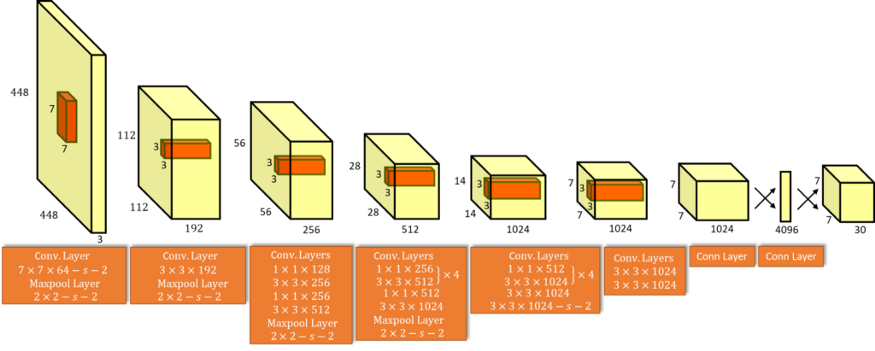 448
7
7
448
3
112
3
3
112
192
56
3
3
56
256
28
3
3
28
512
14
3
3
14
1024
7
3
3
7
1024
7
7
1024
4096
7
7
30
Conv. Layer
7 × 7 × 64 − s − 2
Maxpool Layer
2 × 2 − s − 2
Conv. Layer
3 × 3 × 192
Maxpool Layer
2 × 2 − s − 2
Conv. Layers
1 × 1 × 128
3 × 3 × 256
1 × 1 × 256
3 × 3 × 512
Maxpool Layer
2 × 2 − s − 2
Conv. Layers
1 × 1 × 256
3 × 3 × 512 } × 4
1 × 1 × 512
3 × 3 × 1024
Maxpool Layer
2 × 2 − s − 2
Conv. Layers
1 × 1 × 512
3 × 3 × 1024 } × 4
3 × 3 × 1024
3 × 3 × 1024 − s − 2
Conv. Layers
3 × 3 × 1024
3 × 3 × 1024
Conn Layer
Conn Layer